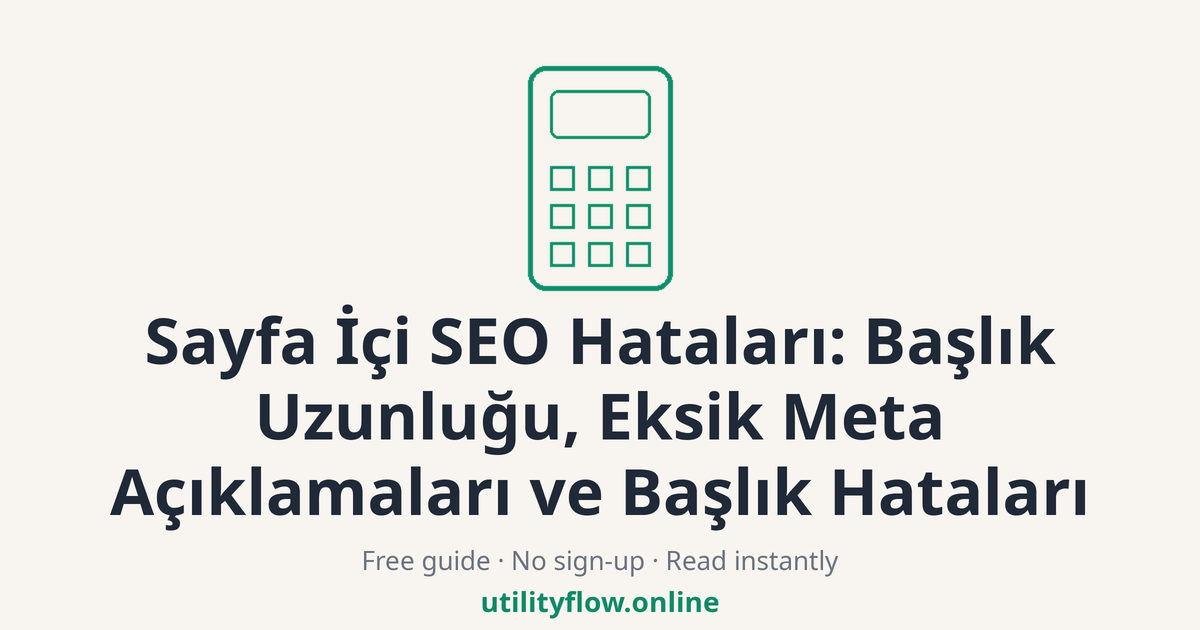 Sayfa İçi SEO Hataları: Başlık
Uzunluğu, Eksik Meta
Açıklamaları ve Başlık Hataları
Free guide · No sign-up · Read instantly
utilityflow.online